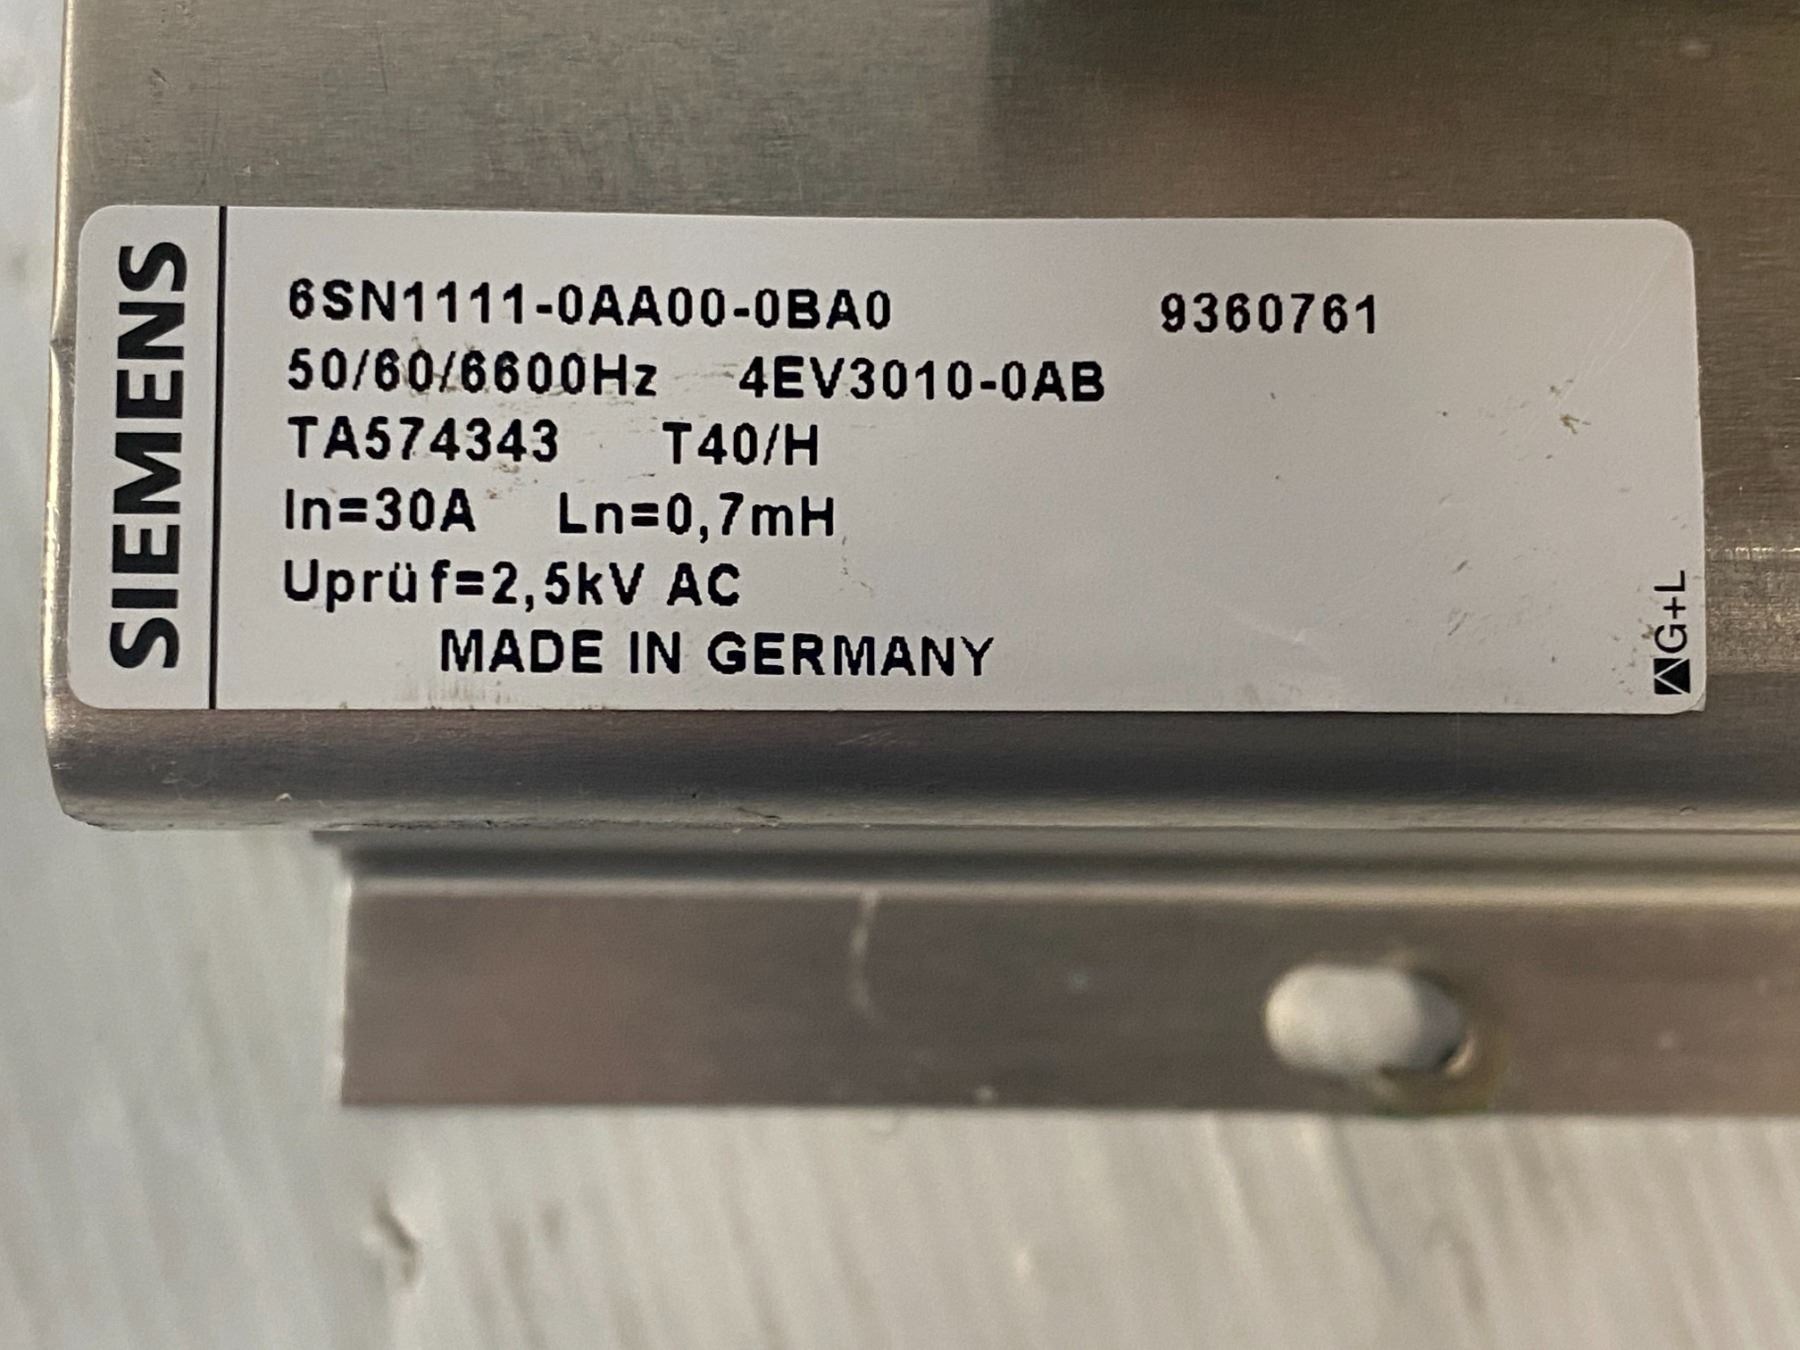 SIEMENS
6SN1111-0AA00-0BA0 9360761
50/60/6600Hz 4EV3010-0AB
TA574343 T40/H
In=30A Ln=0,7mH
Uprüf=2,5kV AC
MADE IN GERMANY
G+L